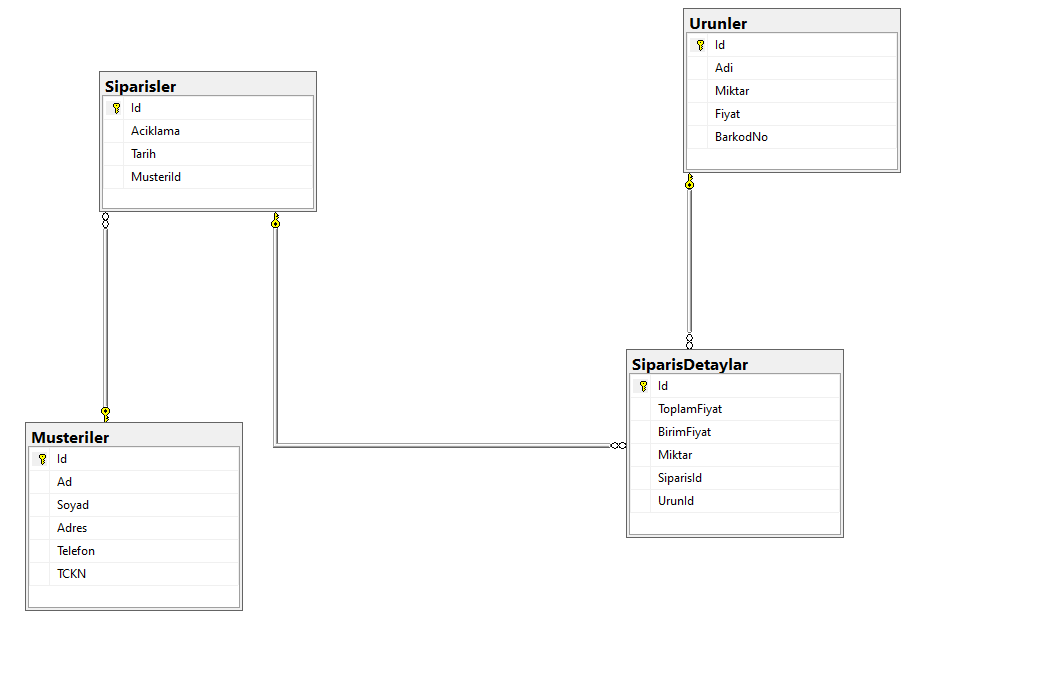 Siparisler
Id
Aciklama
Tarih
MusteriId
Urunler
Id
Adi
Miktar
Fiyat
BarkodNo
Musteriler
Id
Ad
Soyad
Adres
Telefon
TCKN
SiparisDetaylar
Id
ToplamFiyat
BirimFiyat
Miktar
SiparisId
UrunId